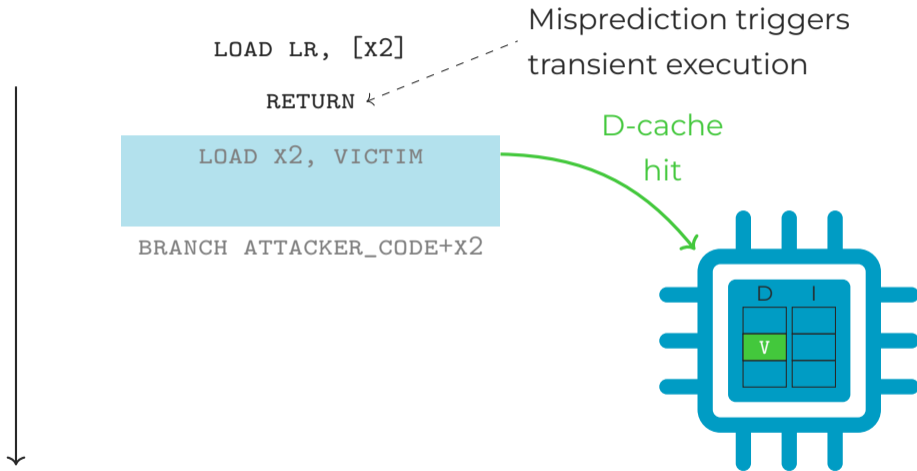 Misprediction triggers
transient execution
LOAD LR, [X2]
RETURN
LOAD X2, VICTIM
BRANCH ATTACKER_CODE+X2
D-cache
hit
D I
V